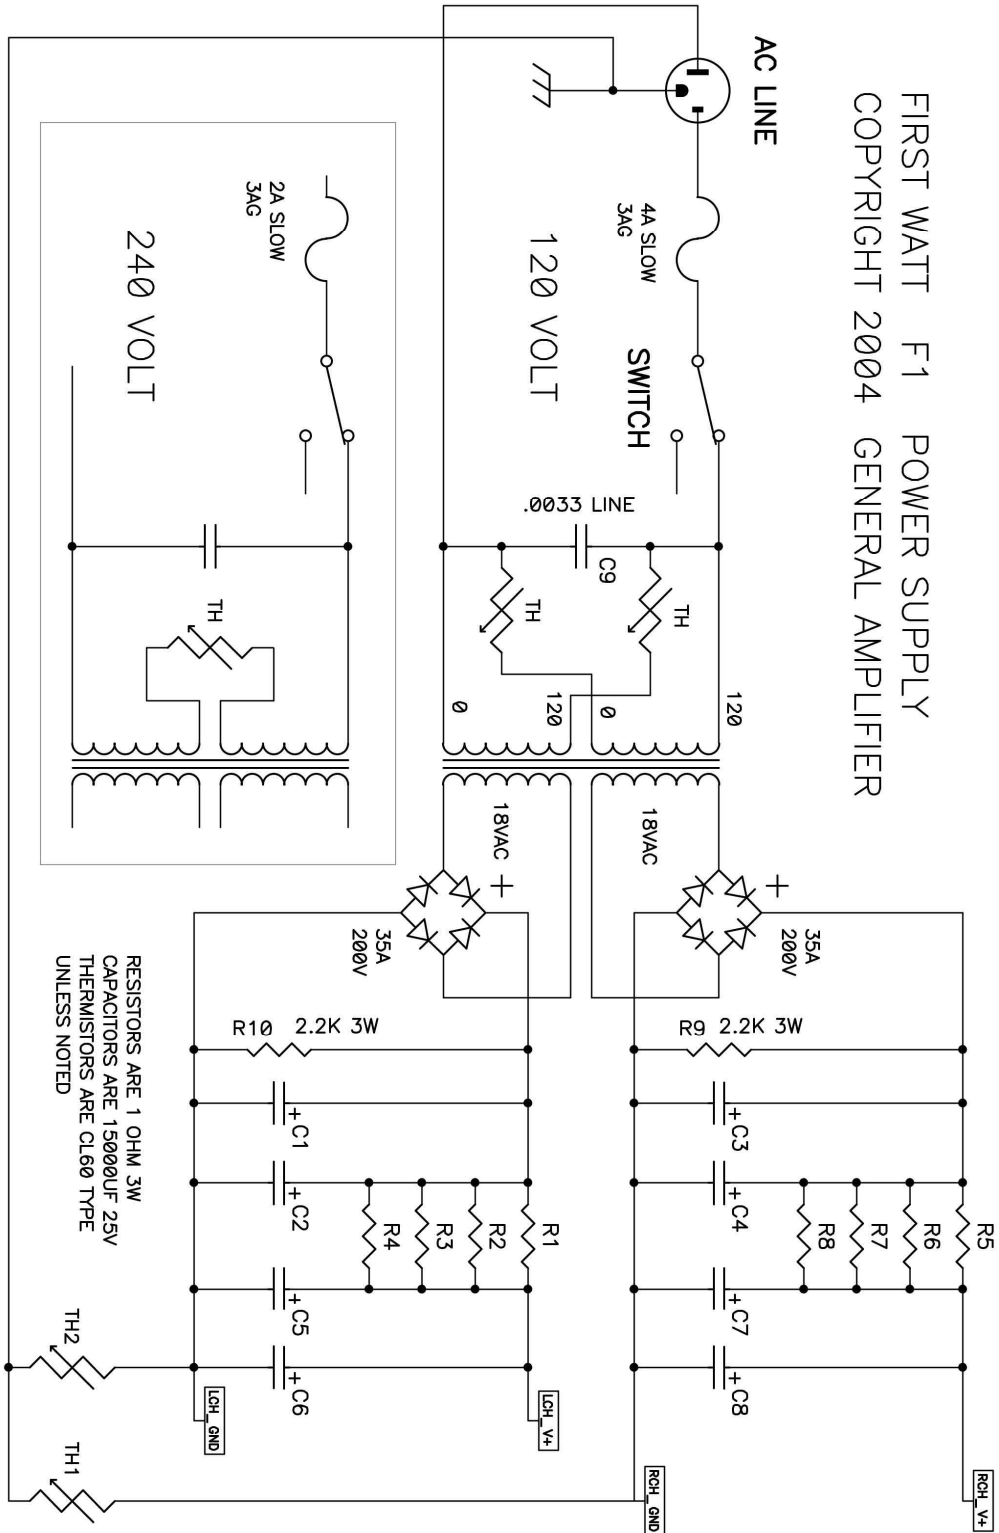 FIRST WATT F1 POWER SUPPLY
COPYRIGHT 2004 GENERAL AMPLIFIER
AC LINE
4A SLOW
3AG
SWITCH
120 VOLT
.0033 LINE
C9
TH
TH
120
0
120
0
18VAC
18VAC
+
35A
200V
+
35A
200V
R9 2.2K 3W
+C3
+C4
R5
R6
R7
R8
+C7
+C8
RCH_V+
RCH_GND
R10 2.2K 3W
+C1
+C2
R1
R2
R3
R4
+C5
+C6
LCH_V+
LCH_GND
TH2
TH1
2A SLOW
3AG
240 VOLT
TH
RESISTORS ARE 1 OHM 3W
CAPACITORS ARE 15000UF 25V
THERMISTORS ARE CL60 TYPE
UNLESS NOTED